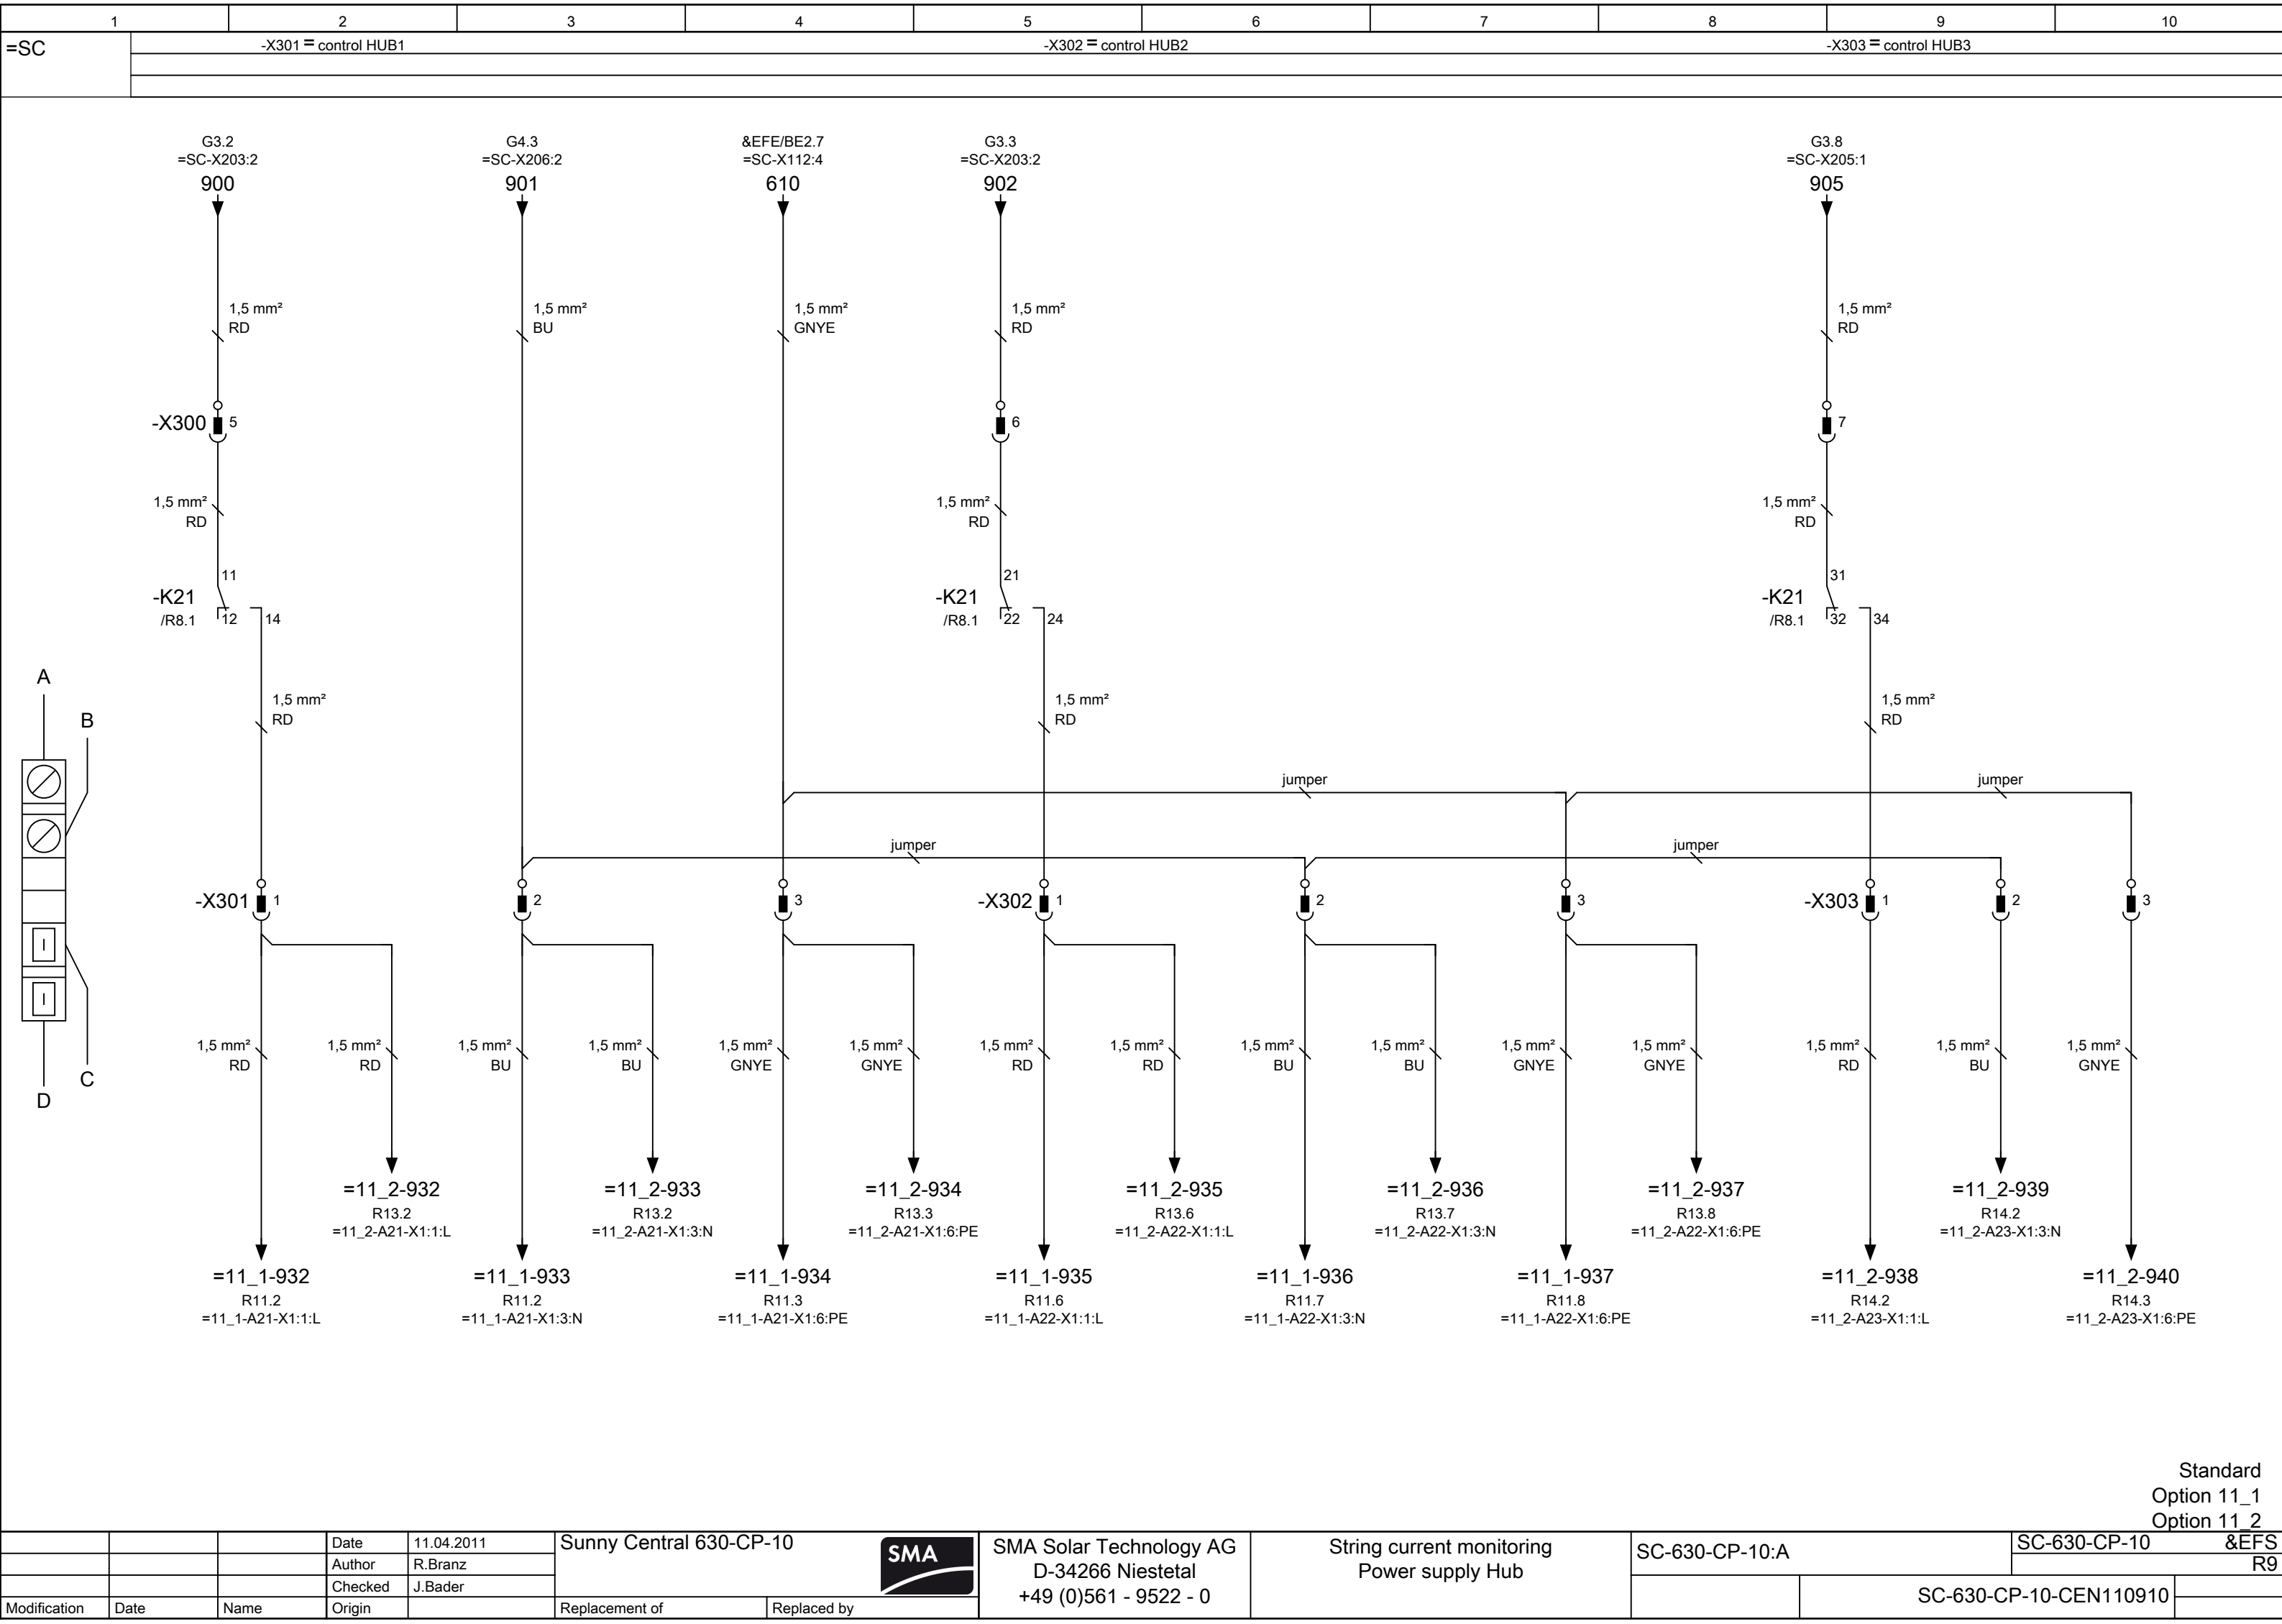 1 2 3 4 5 6 7 8 9 10
=SC
-X301 = control HUB1 -X302 = control HUB2 -X303 = control HUB3
G3.2 G4.3 &EFE/BE2.7 G3.3 G3.8
=SC-X203:2 =SC-X206:2 =SC-X112:4 =SC-X203:2 =SC-X205:1
900 901 610 902 905
1,5 mm² 1,5 mm² 1,5 mm² 1,5 mm² 1,5 mm²
RD BU GNYE RD RD
-X300 5 6 7
1,5 mm² 1,5 mm² 1,5 mm²
RD RD RD
11 21 31
-K21 -K21 -K21
/R8.1 12 14 /R8.1 22 24 /R8.1 32 34
A
1,5 mm² 1,5 mm² 1,5 mm²
B RD RD RD
jumper jumper
jumper jumper
-X301 1 2 3 -X302 1 2 3 -X303 1 2 3
1,5 mm² 1,5 mm² 1,5 mm² 1,5 mm² 1,5 mm² 1,5 mm² 1,5 mm² 1,5 mm² 1,5 mm² 1,5 mm² 1,5 mm² 1,5 mm² 1,5 mm² 1,5 mm² 1,5 mm²
RD RD BU BU GNYE GNYE RD RD BU BU GNYE GNYE RD BU GNYE
C
D
=11_2-932 =11_2-933 =11_2-934 =11_2-935 =11_2-936 =11_2-937 =11_2-939
R13.2 R13.2 R13.3 R13.6 R13.7 R13.8 R14.2
=11_2-A21-X1:1:L =11_2-A21-X1:3:N =11_2-A21-X1:6:PE =11_2-A22-X1:1:L =11_2-A22-X1:3:N =11_2-A22-X1:6:PE =11_2-A23-X1:3:N
=11_1-932 =11_1-933 =11_1-934 =11_1-935 =11_1-936 =11_1-937 =11_2-938 =11_2-940
R11.2 R11.2 R11.3 R11.6 R11.7 R11.8 R14.2 R14.3
=11_1-A21-X1:1:L =11_1-A21-X1:3:N =11_1-A21-X1:6:PE =11_1-A22-X1:1:L =11_1-A22-X1:3:N =11_1-A22-X1:6:PE =11_2-A23-X1:1:L =11_2-A23-X1:6:PE
Standard
Option 11_1
Option 11_2
Date 11.04.2011
Author R.Branz
Checked J.Bader
Modification Date Name Origin
Sunny Central 630-CP-10
SMA
Replacement of Replaced by
SMA Solar Technology AG
D-34266 Niestetal
+49 (0)561 - 9522 - 0
String current monitoring
Power supply Hub
SC-630-CP-10:A
SC-630-CP-10 &EFS
R9
SC-630-CP-10-CEN110910